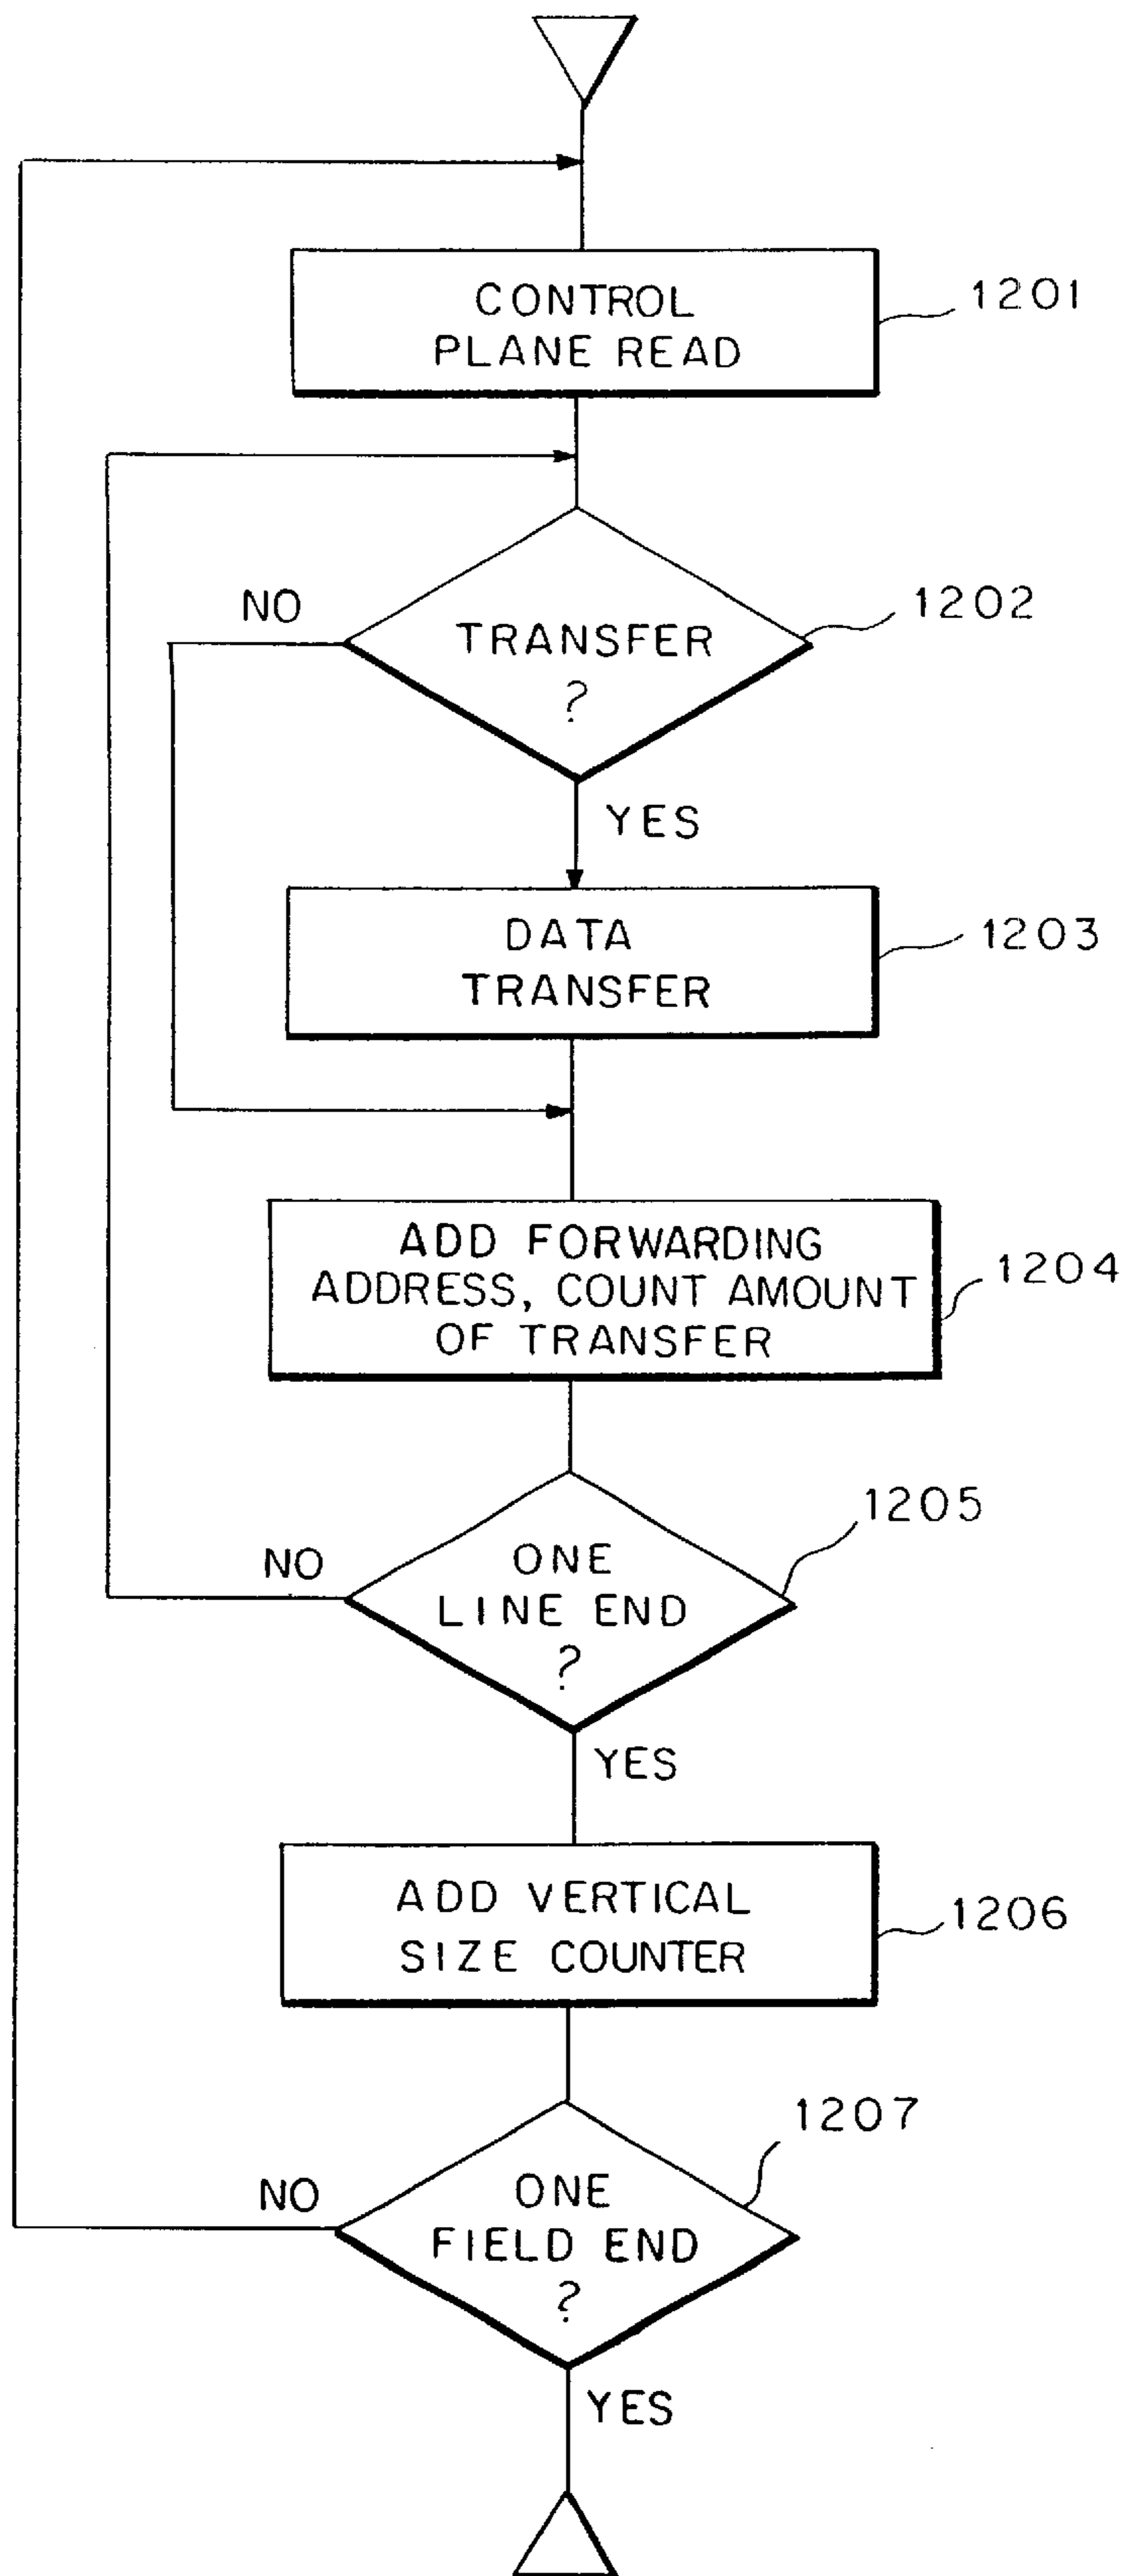 CONTROL
PLANE READ
1201
NO
TRANSFER
?
1202
YES
DATA
TRANSFER
1203
ADD FORWARDING
ADDRESS, COUNT AMOUNT
OF TRANSFER
1204
NO
ONE
LINE END
?
1205
YES
ADD VERTICAL
SIZE COUNTER
1206
NO
ONE
FIELD END
?
1207
YES